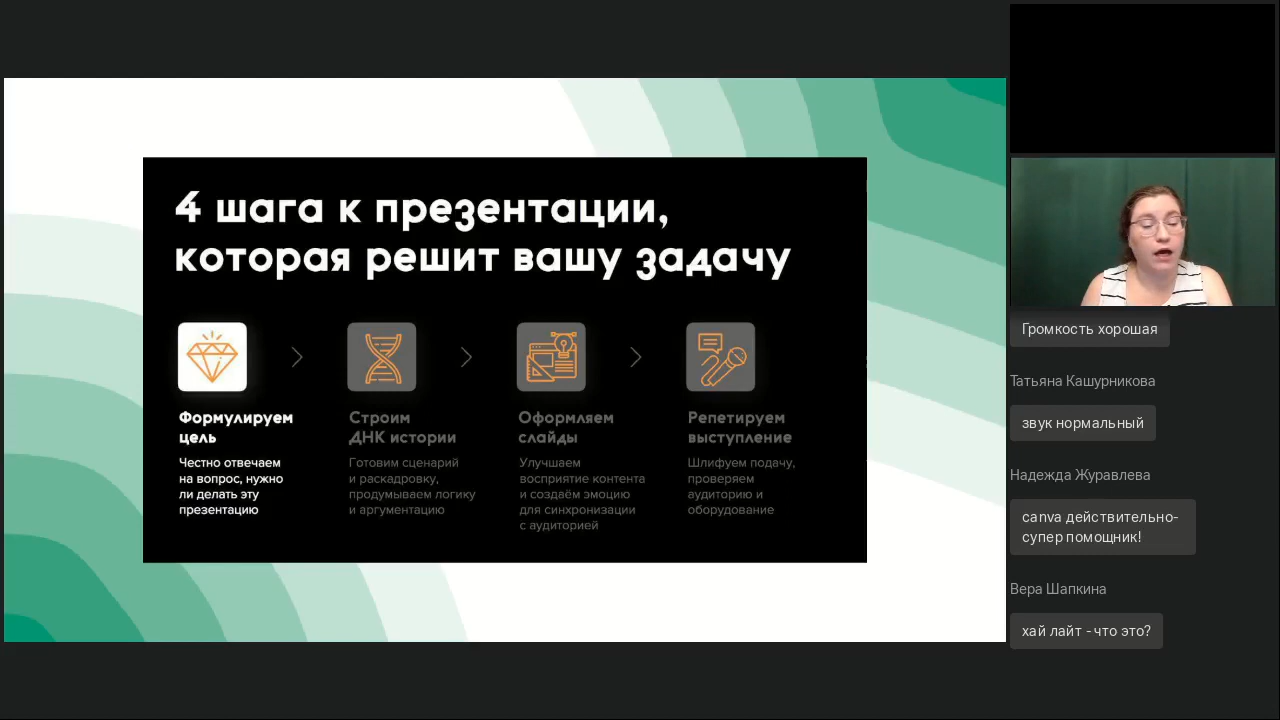 4 шага к презентации,
которая решит вашу задачу
Формулируем
цель
Честно отвечаем
на вопрос, нужно
ли делать эту
презентацию
Строим
ДНК истории
Готовим сценарий
и раскадровку,
продумываем логику
и аргументацию
Оформляем
слайды
Улучшаем
восприятие контента
и создаём эмоцию
для синхронизации
с аудиторией
Репетируем
выступление
Шлифуем подачу,
проверяем
аудиторию и
оборудование
Громкость хорошая
Татьяна Кашурникова
звук нормальный
Надежда Журавлева
canva действительно-
супер помощник!
Вера Шапкина
хай лайт - что это?